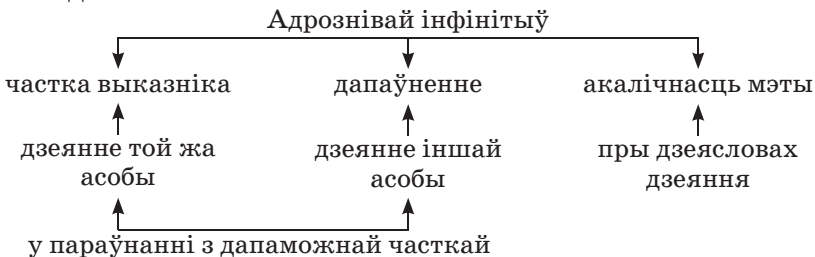 Адрознівай інфінітыў
частка выказніка дапаўненне акалічнасць мэты
дзеянне той жа дзеянне іншай пры дзеясловах
асобы асобы дзеяння
у параўнанні з дапаможнай часткай